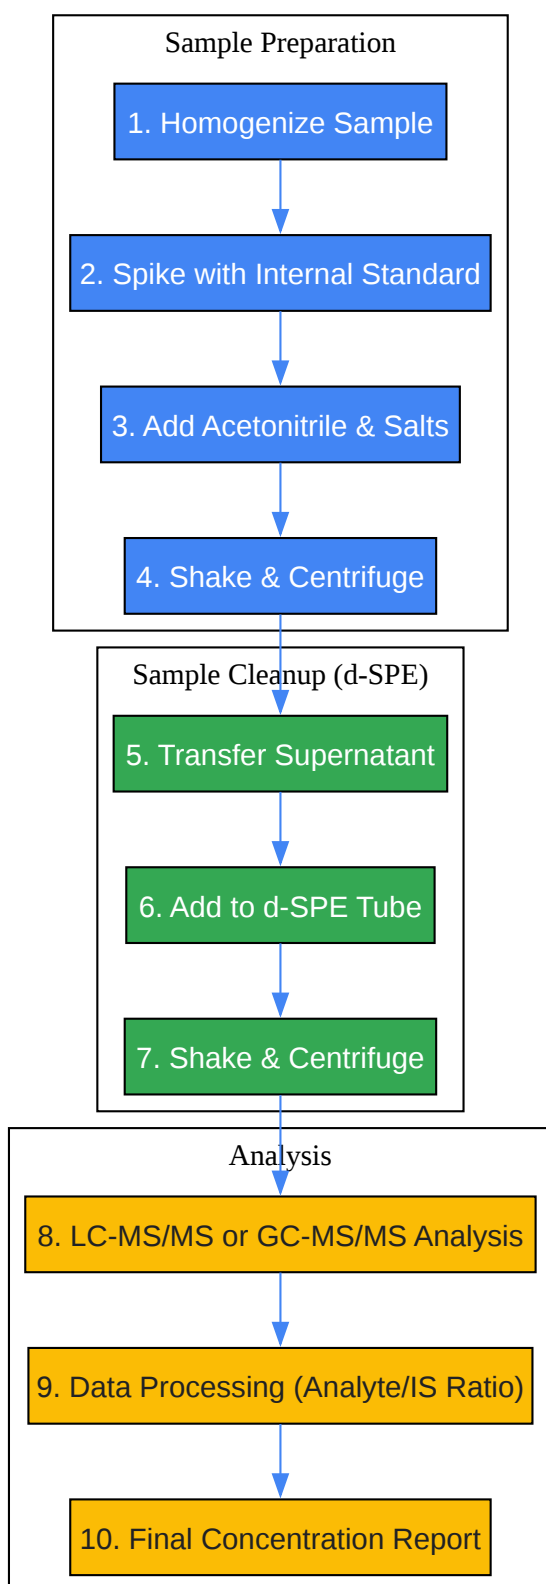 Sample Preparation
1. Homogenize Sample
2. Spike with Internal Standard
3. Add Acetonitrile & Salts
4. Shake & Centrifuge
Sample Cleanup (d-SPE)
5. Transfer Supernatant
6. Add to d-SPE Tube
7. Shake & Centrifuge
Analysis
8. LC-MS/MS or GC-MS/MS Analysis
9. Data Processing (Analyte/IS Ratio)
10. Final Concentration Report